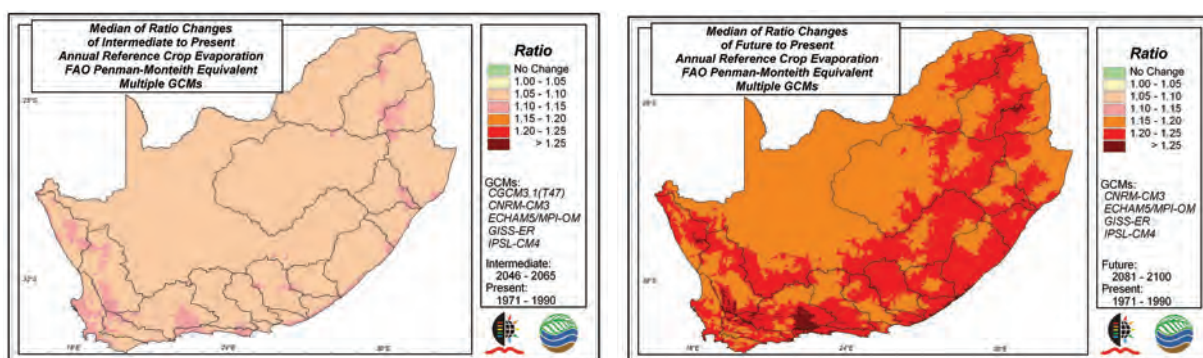 Median of Ratio Changes
of Intermediate to Present
Annual Reference Crop Evaporation
FAO Penman-Monteith Equivalent
Multiple GCMs
Ratio
No Change
1.00 - 1.05
1.05 - 1.10
1.10 - 1.15
1.15 - 1.20
1.20 - 1.25
> 1.25
GCMs:
CGCM3.1(T47)
CNRM-CM3
ECHAM5/MPI-OM
GISS-ER
IPSL-CM4
Intermediate:
2046 - 2065
Present:
1971 - 1990
Median of Ratio Changes
of Future to Present
Annual Reference Crop Evaporation
FAO Penman-Monteith Equivalent
Multiple GCMs
Ratio
No Change
1.00 - 1.05
1.05 - 1.10
1.10 - 1.15
1.15 - 1.20
1.20 - 1.25
> 1.25
GCMs:
CNRM-CM3
ECHAM5/MPI-OM
GISS-ER
IPSL-CM4
Future:
2081 - 2100
Present:
1971 - 1990